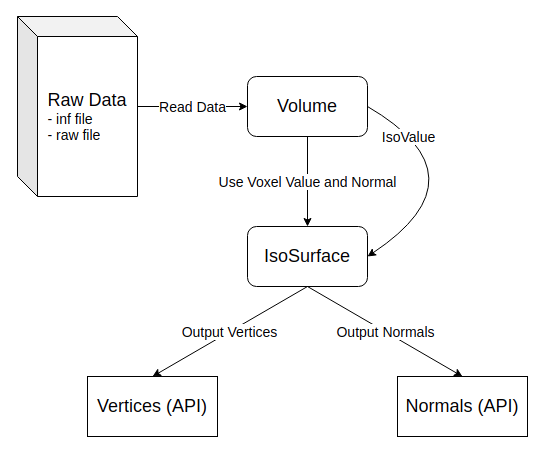 Raw Data
- inf file
- raw file
Read Data
Volume
IsoValue
Use Voxel Value and Normal
IsoSurface
Output Vertices
Output Normals
Vertices (API)
Normals (API)